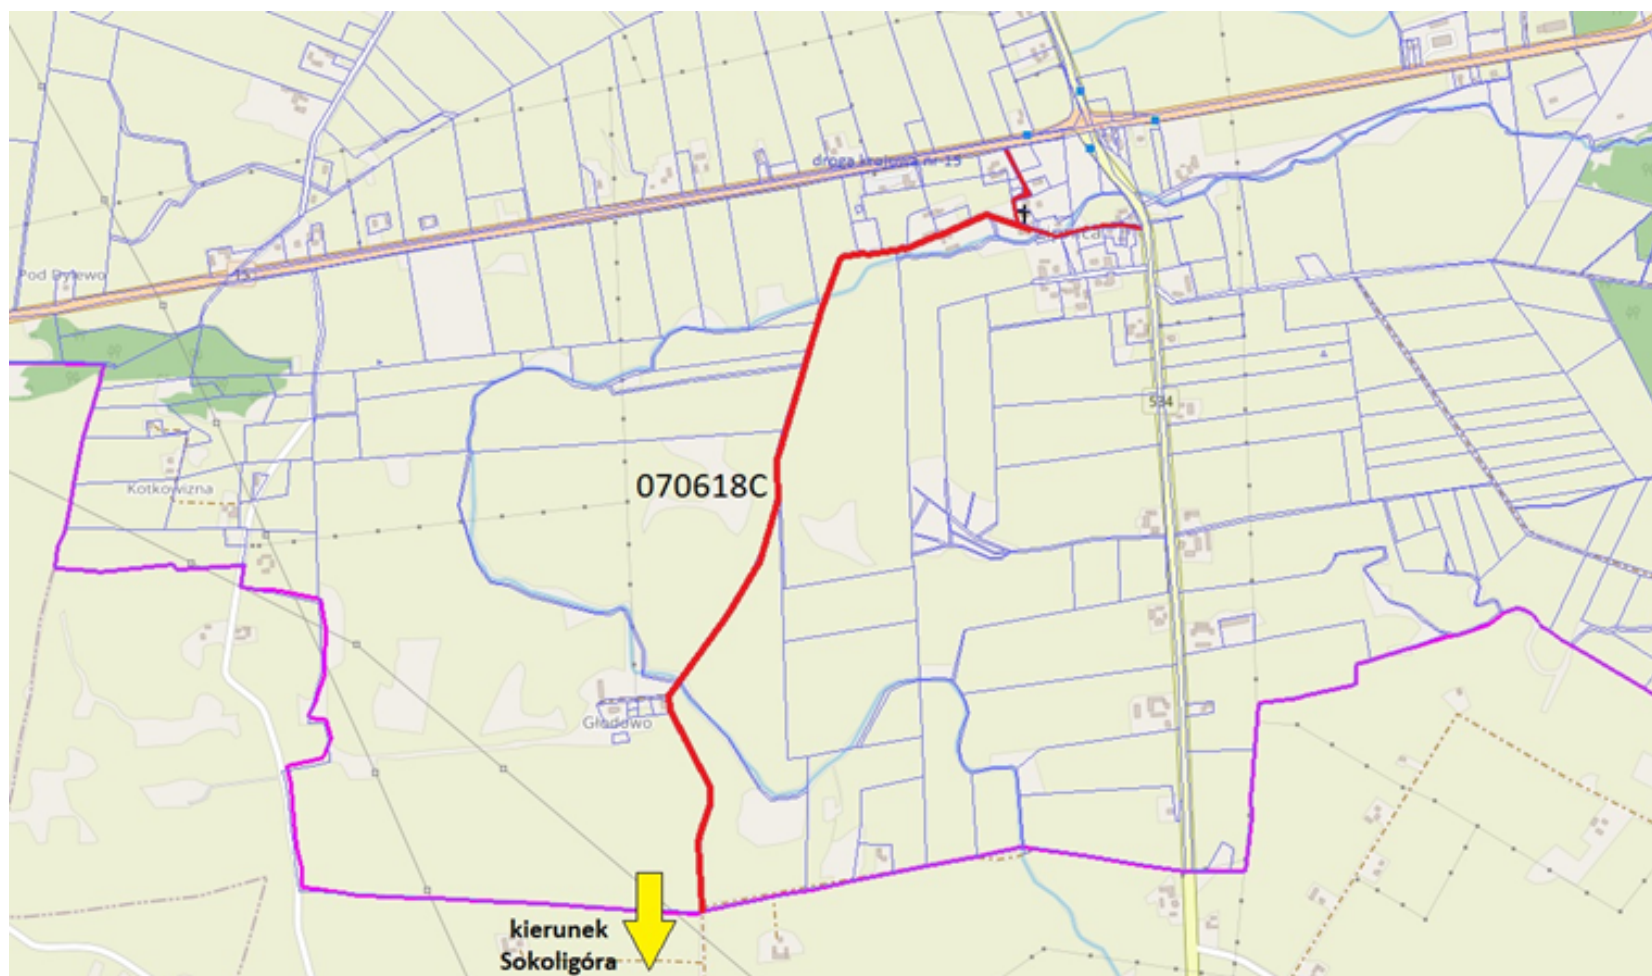 droga krajowa nr 15
15
Pod Dylewo
534
070618C
Kotkowizna
Głodowo
kierunek
Sokoligóra